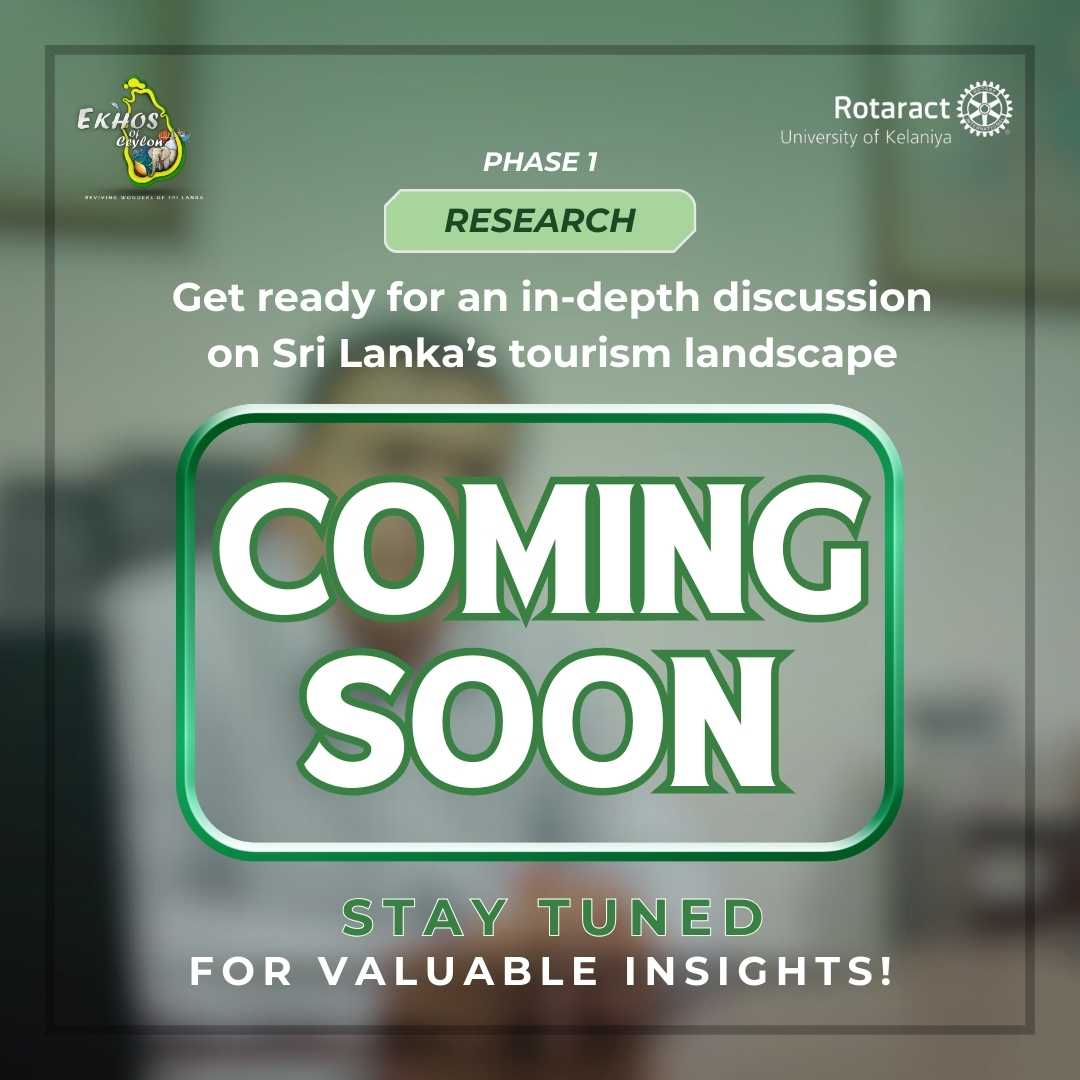 EKHOS
Of
Ceylon
REVIVING WONDERS OF SRI LANKA
Rotaract
University of Kelaniya
PHASE 1
RESEARCH
Get ready for an in-depth discussion
on Sri Lanka’s tourism landscape
COMING
SOON
STAY TUNED
FOR VALUABLE INSIGHTS!